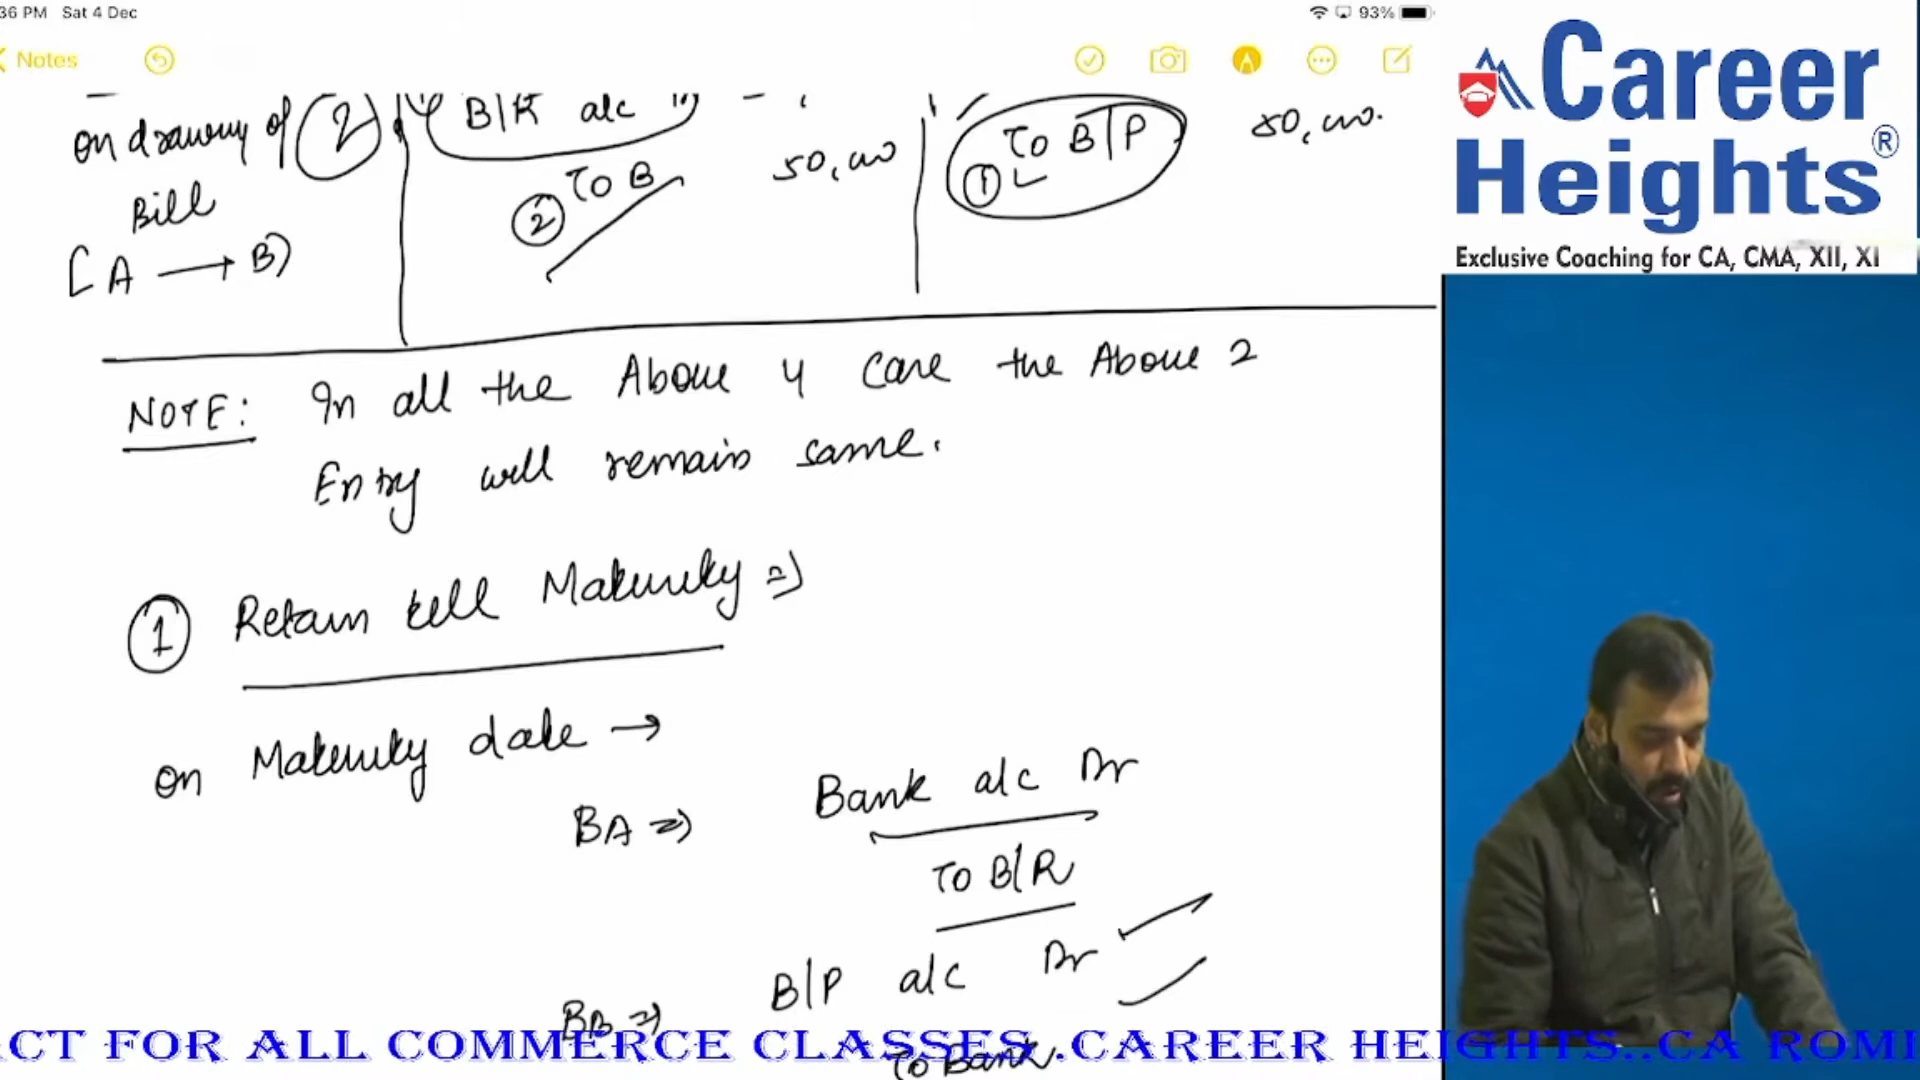 36 PM Sat 4 Dec
93%
Notes
on drawing of 2
Bill
[A → B)
B/R a/c
50,000
② To B
To B/P
①
50,000.
NOTE: In all the Above 4 Case the Above 2
Entry will remain same.
① Retain till Maturity ⇒
on Maturity date →
BA ⇒ Bank a/c Dr
To B/R
BB ⇒ B/P a/c Dr
To Bank
Career
Heights®
Exclusive Coaching for CA, CMA, XII, XI
ACT FOR ALL COMMERCE CLASSES..CAREER HEIGHTS..CA ROMI